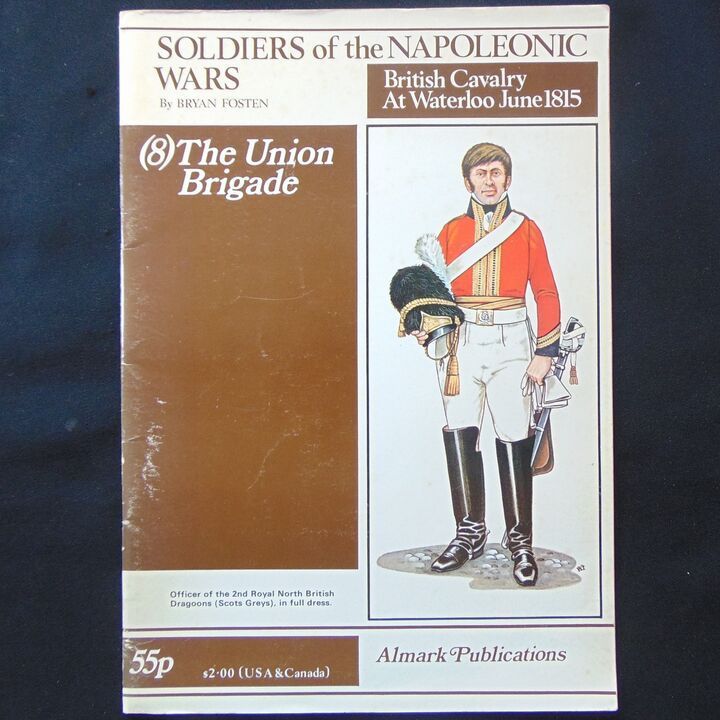 SOLDIERS of the NAPOLEONIC
WARS
By BRYAN FOSTEN
British Cavalry
At Waterloo June 1815
(8) The Union
Brigade
Officer of the 2nd Royal North British
Dragoons (Scots Greys), in full dress.
55p
$2·00 (USA & Canada)
Almark Publications